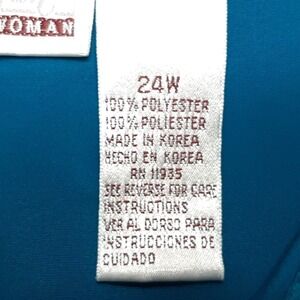 WOMAN
24W
100% POLYESTER
100% POLIESTER
MADE IN KOREA
HECHO EN KOREA
RN 11935
SEE REVERSE FOR CARE
INSTRUCTIONS
VER AL DORSO PARA
INSTRUCCIONES DE
CUIDADO